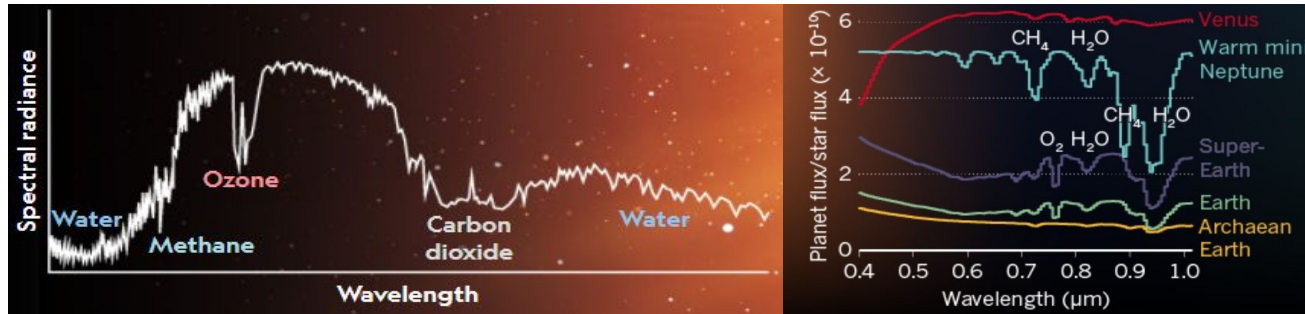 Spectral radiance
Water
Methane
Ozone
Carbon
dioxide
Water
Wavelength
Planet flux/star flux (× 10⁻¹⁰)
6
4
2
0
0.4 0.5 0.6 0.7 0.8 0.9 1.0
Wavelength (µm)
CH₄ H₂O
CH₄ H₂O
O₂ H₂O
Venus
Warm min
Neptune
Super-
Earth
Earth
Archaean
Earth